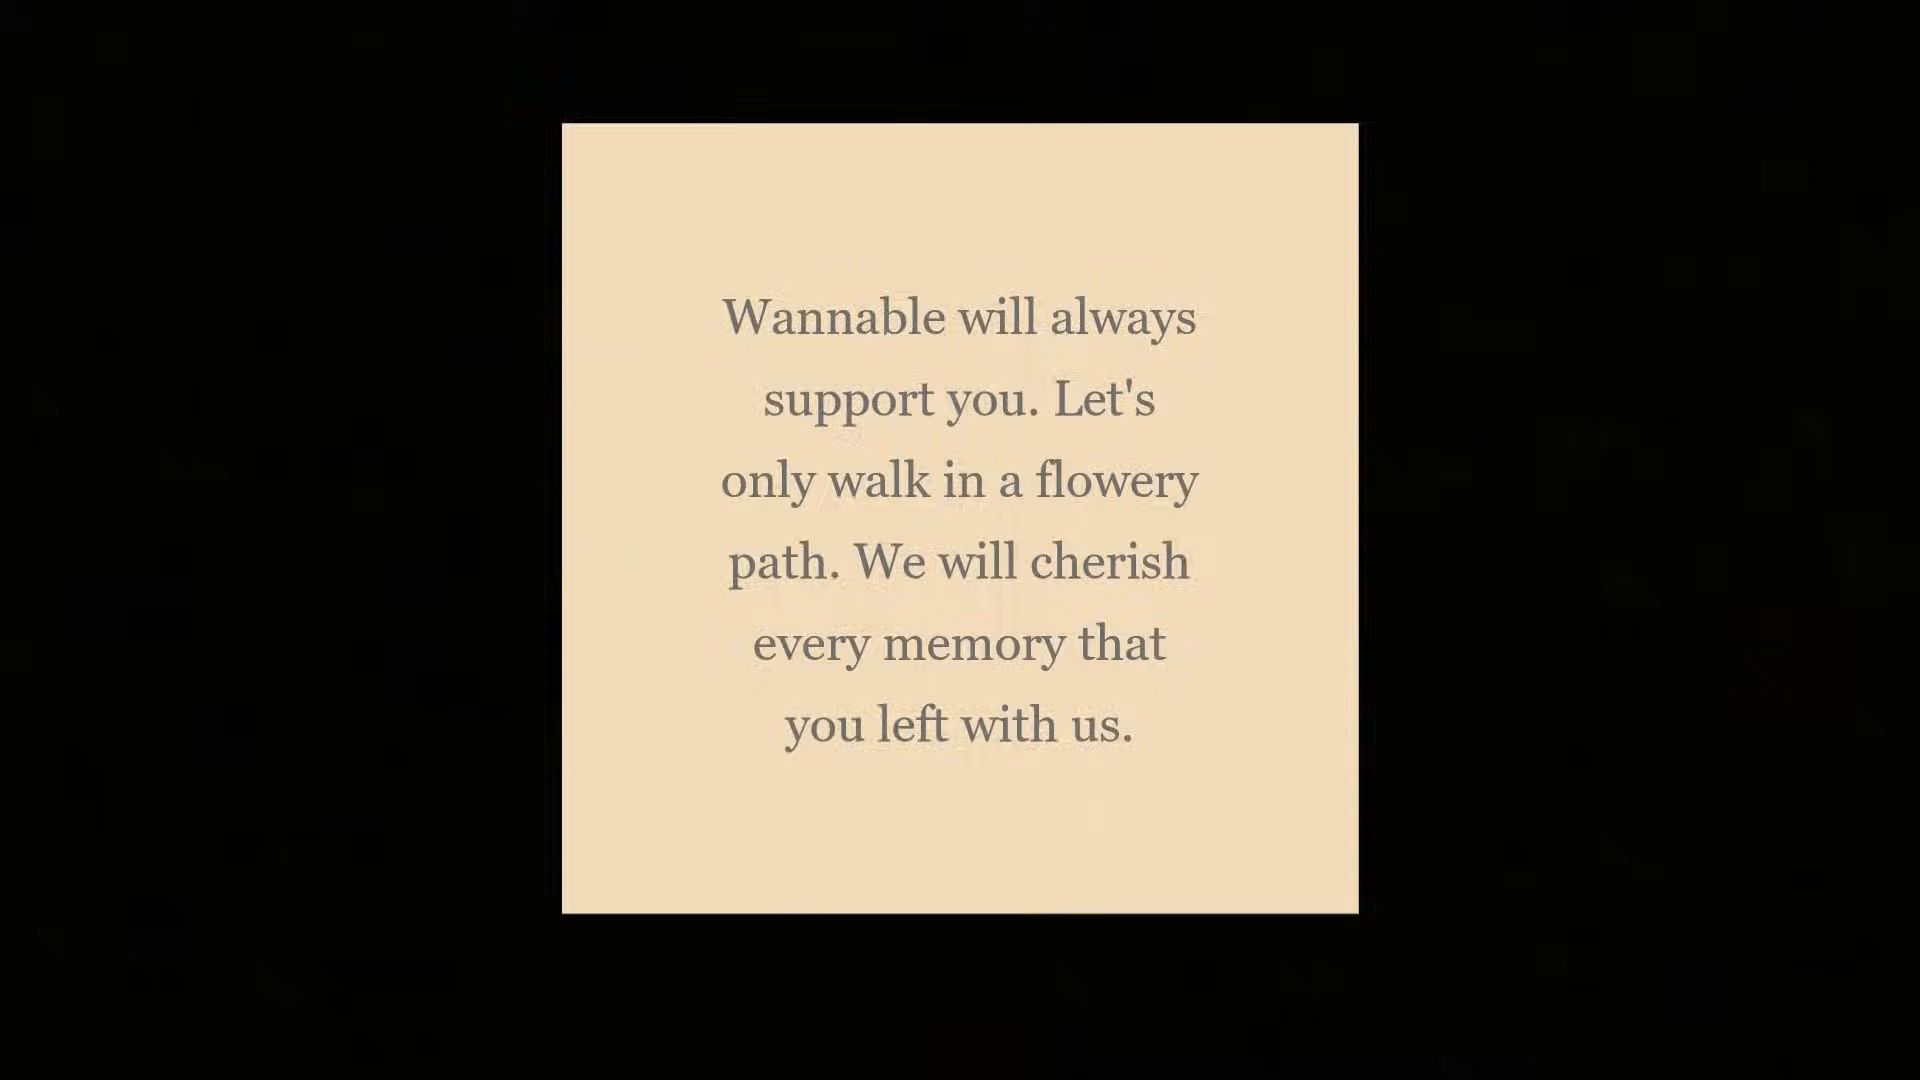 Wannable will always
support you. Let's
only walk in a flowery
path. We will cherish
every memory that
you left with us.